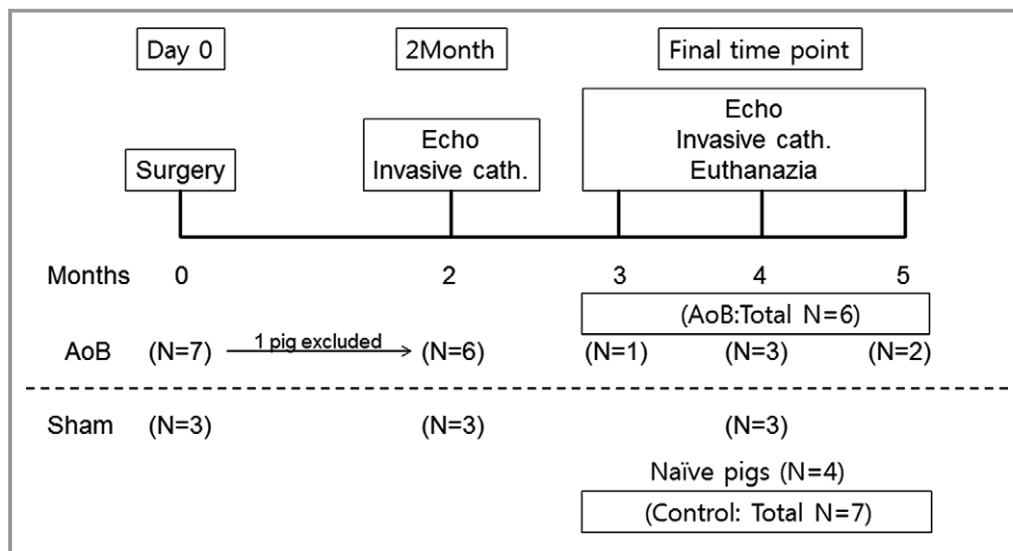 Day 0 2Month Final time point
Surgery
Echo
Invasive cath.
Echo
Invasive cath.
Euthanazia
Months 0 2 3 4 5
(AoB:Total N=6)
AoB (N=7) 1 pig excluded (N=6) (N=1) (N=3) (N=2)
Sham (N=3) (N=3) (N=3)
Naïve pigs (N=4)
(Control: Total N=7)